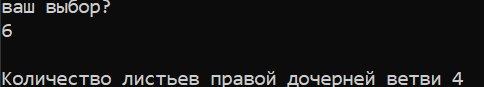 ваш выбор?
6
Количество листьев правой дочерней ветви 4